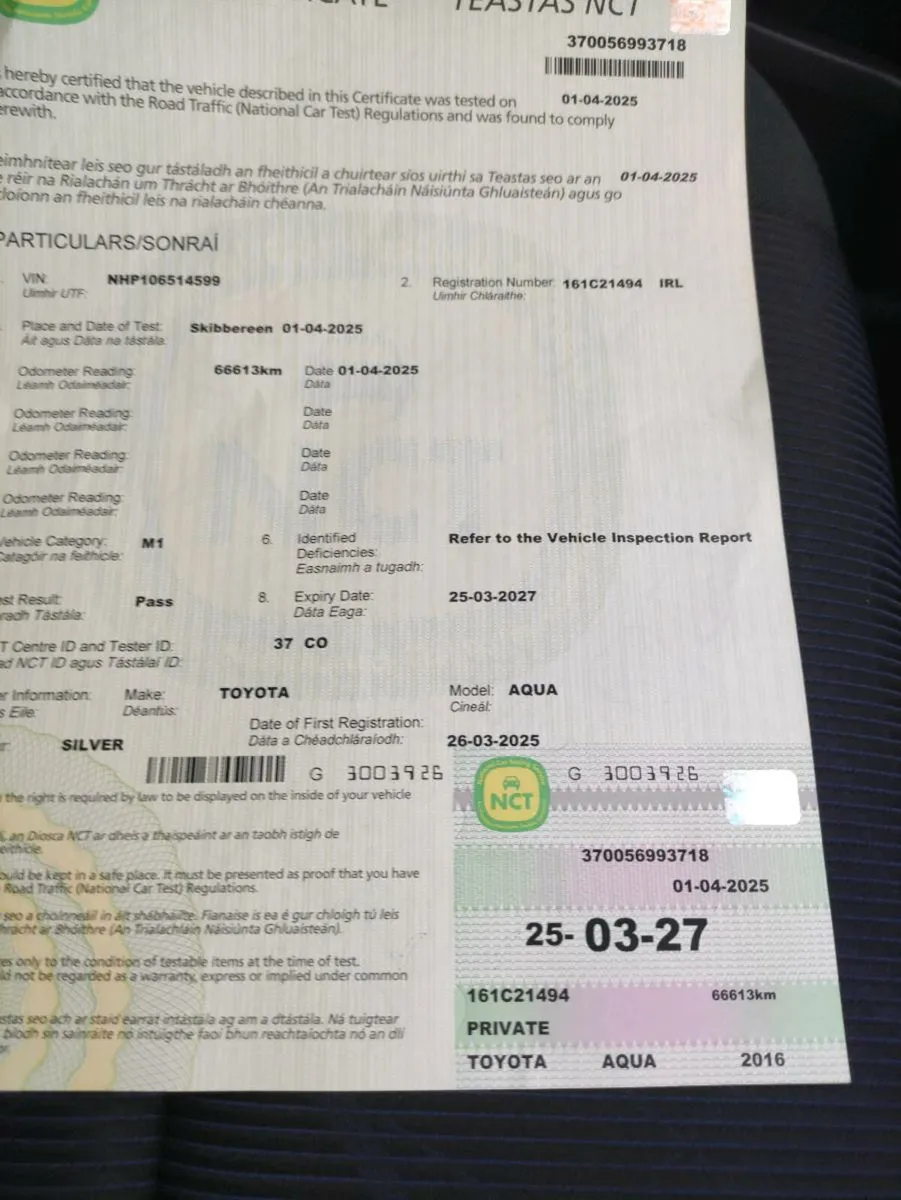 TEASTAS NCT
370056993718
hereby certified that the vehicle described in this Certificate was tested on 01-04-2025
accordance with the Road Traffic (National Car Test) Regulations and was found to comply
erewith.
eimhnítear leis seo gur tástáladh an fheithicil a chuirtear síos uirthi sa Teastas seo ar an 01-04-2025
réir na Rialachán um Thrácht ar Bhóithre (An Trialacháin Náisiúnta Ghluaisteán) agus go
cloíonn an fheithicil leis na rialacháin chéanna.
PARTICULARS/SONRAÍ
VIN: NHP106514599 2. Registration Number: 161C21494 IRL
Uimhir UTF: Uimhir Chláraithe:
Place and Date of Test: Skibbereen 01-04-2025
Áit agus Dáta na tástála:
Odometer Reading: 66613km Date 01-04-2025
Léamh Odaiméadair: Dáta
Odometer Reading: Date
Léamh Odaiméadair: Dáta
Odometer Reading: Date
Léamh Odaiméadair: Dáta
Odometer Reading: Date
Léamh Odaiméadair: Dáta
Vehicle Category: M1 6. Identified Refer to the Vehicle Inspection Report
Catagóir na feithicle: Deficiencies:
Easnaimh a tugadh:
est Result: Pass 8. Expiry Date: 25-03-2027
radh Tástála: Dáta Eaga:
T Centre ID and Tester ID: 37 CO
ad NCT ID agus Tástálaí ID:
er Information: Make: TOYOTA Model: AQUA
s Eile: Déantús: Cineál:
Date of First Registration: 26-03-2025
SILVER Dáta a Chéadchláraíodh:
G 3003926 NCT G 3003926
the right is required by law to be displayed on the inside of your vehicle
an Diosca NCT ar dheis a thaispeáint ar an taobh istigh de
eithicle.
ould be kept in a safe place. It must be presented as proof that you have
Road Traffic (National Car Test) Regulations.
seo a choinneáil in áit shábháilte. Fianaise is ea é gur chloígh tú leis
hrácht ar Bhóithre (An Trialachlain Náisiúnta Ghluaisteán).
es only to the condition of testable items at the time of test.
ld not be regarded as a warranty, express or implied under common
stas seo ach ar staid earraí intástála ag am a dtástála. Ná tuigtear
bíodh sin sainráite nó intuigthe faoi bhun reachtaíochta nó an dlí
370056993718
01-04-2025
25-03-27
161C21494 66613km
PRIVATE
TOYOTA AQUA 2016